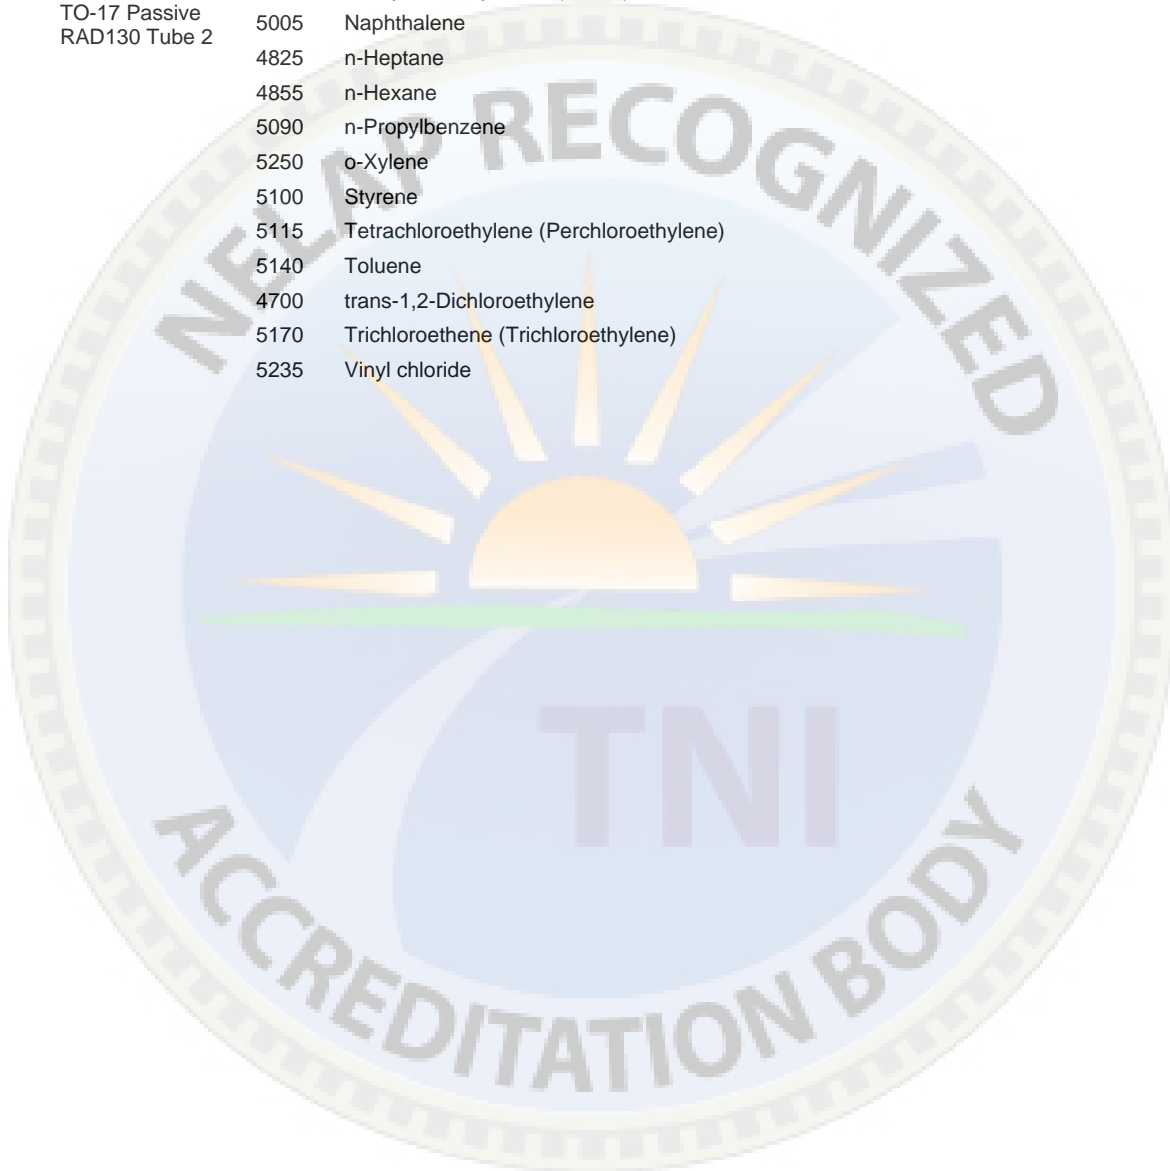 TO-17 Passive
RAD130 Tube 2
5005 Naphthalene
4825 n-Heptane
4855 n-Hexane
5090 n-Propylbenzene
5250 o-Xylene
5100 Styrene
5115 Tetrachloroethylene (Perchloroethylene)
5140 Toluene
4700 trans-1,2-Dichloroethylene
5170 Trichloroethene (Trichloroethylene)
5235 Vinyl chloride
NELAP RECOGNIZED
TNI
ACCREDITATION BODY